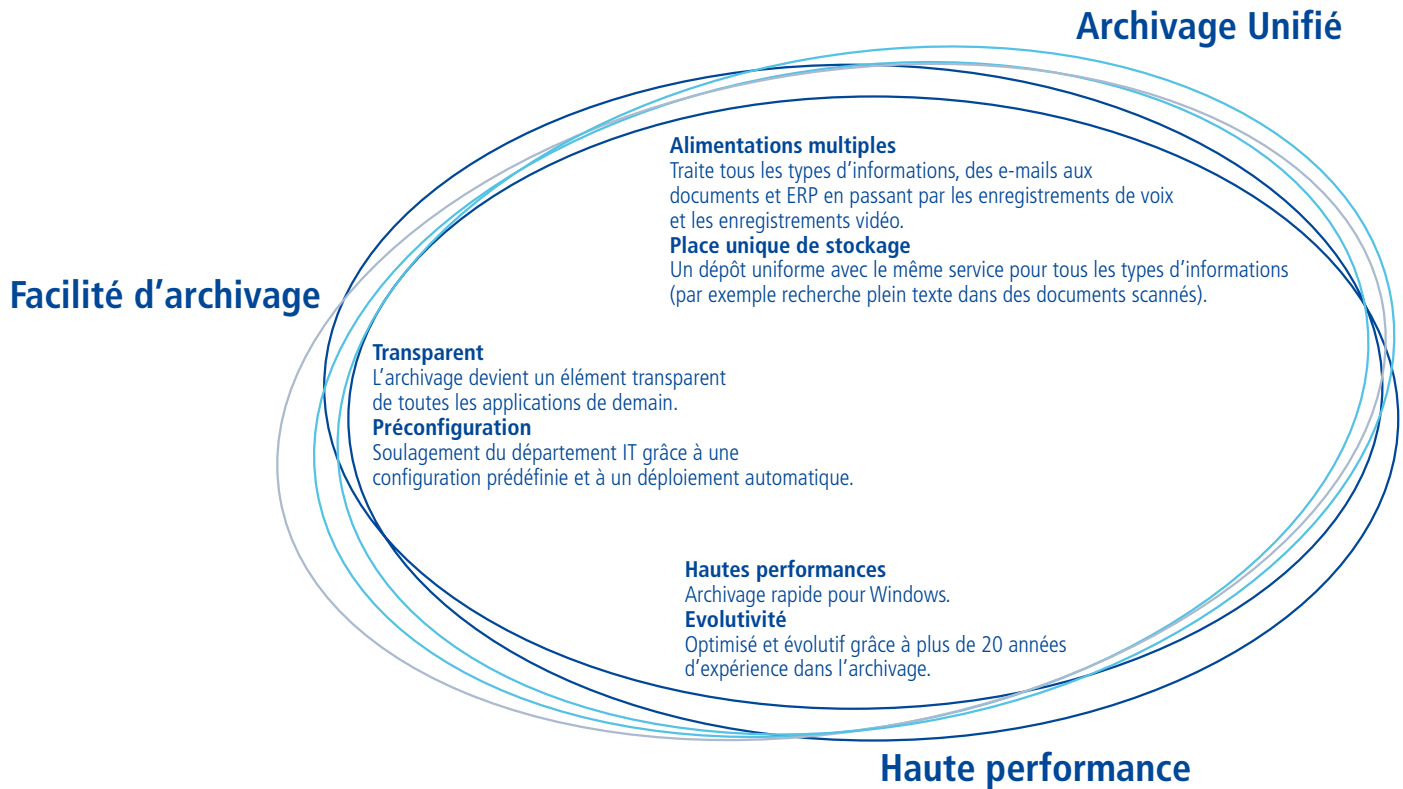 Archivage Unifié
Alimentations multiples
Traite tous les types d’informations, des e-mails aux
documents et ERP en passant par les enregistrements de voix
et les enregistrements vidéo.
Place unique de stockage
Un dépôt uniforme avec le même service pour tous les types d’informations
(par exemple recherche plein texte dans des documents scannés).
Facilité d’archivage
Transparent
L’archivage devient un élément transparent
de toutes les applications de demain.
Préconfiguration
Soulagement du département IT grâce à une
configuration prédéfinie et à un déploiement automatique.
Hautes performances
Archivage rapide pour Windows.
Evolutivité
Optimisé et évolutif grâce à plus de 20 années
d’expérience dans l’archivage.
Haute performance